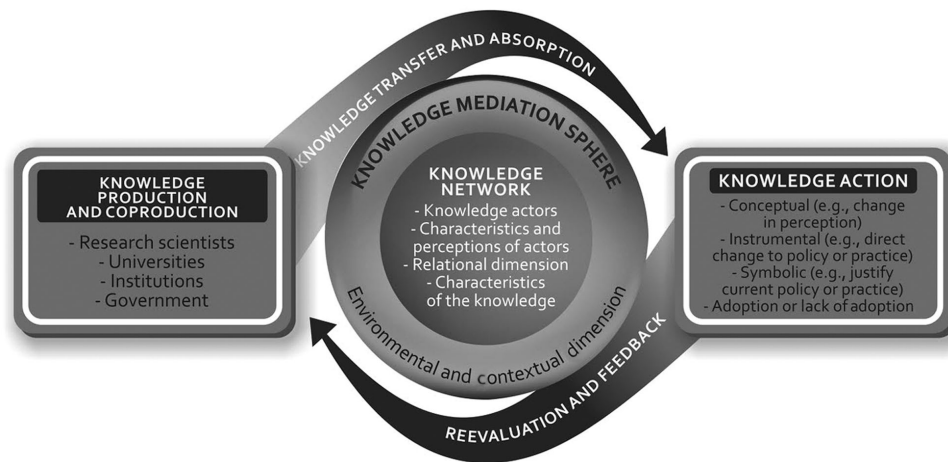 KNOWLEDGE TRANSFER AND ABSORPTION
KNOWLEDGE
PRODUCTION
AND COPRODUCTION
- Research scientists
- Universities
- Institutions
- Government
KNOWLEDGE MEDIATION SPHERE
KNOWLEDGE
NETWORK
- Knowledge actors
- Characteristics and
perceptions of actors
- Relational dimension
- Characteristics
of the knowledge
Environmental and contextual dimension
KNOWLEDGE ACTION
- Conceptual (e.g., change
in perception)
- Instrumental (e.g., direct
change to policy or practice)
- Symbolic (e.g., justify
current policy or practice)
- Adoption or lack of adoption
REEVALUATION AND FEEDBACK